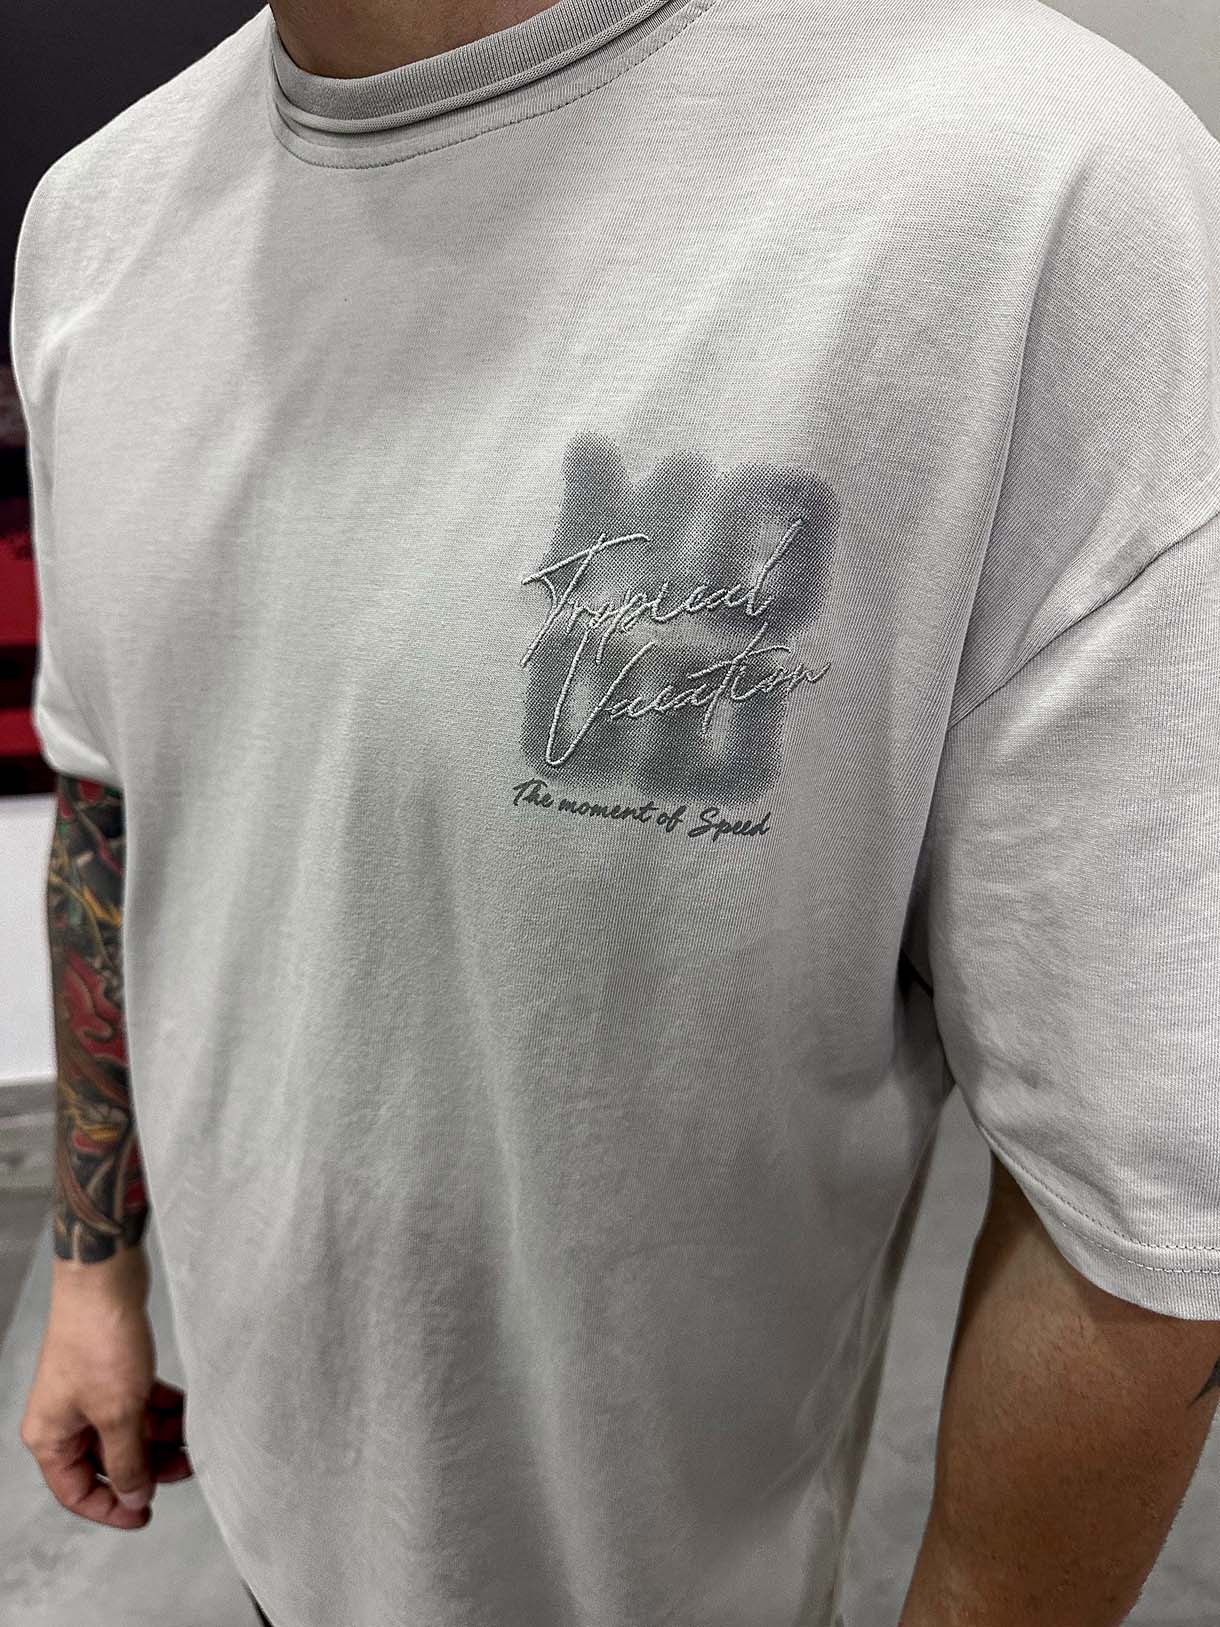 Tropical
Vacation
The moment of Speed